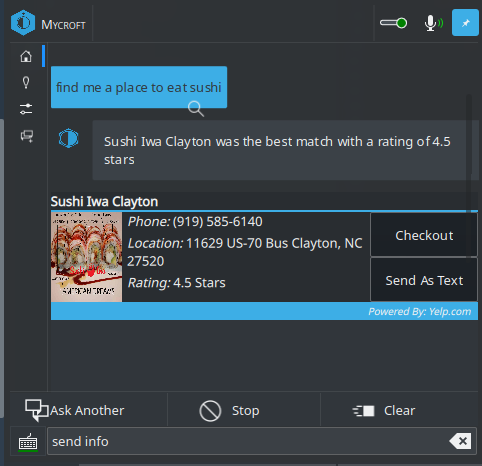 MYCROFT
find me a place to eat sushi
Sushi Iwa Clayton was the best match with a rating of 4.5
stars
Sushi Iwa Clayton
Phone: (919) 585-6140
Location: 11629 US-70 Bus Clayton, NC
27520
Rating: 4.5 Stars
AMERICAN DREAMS
Checkout
Send As Text
Powered By: Yelp.com
Ask Another
Stop
Clear
send info